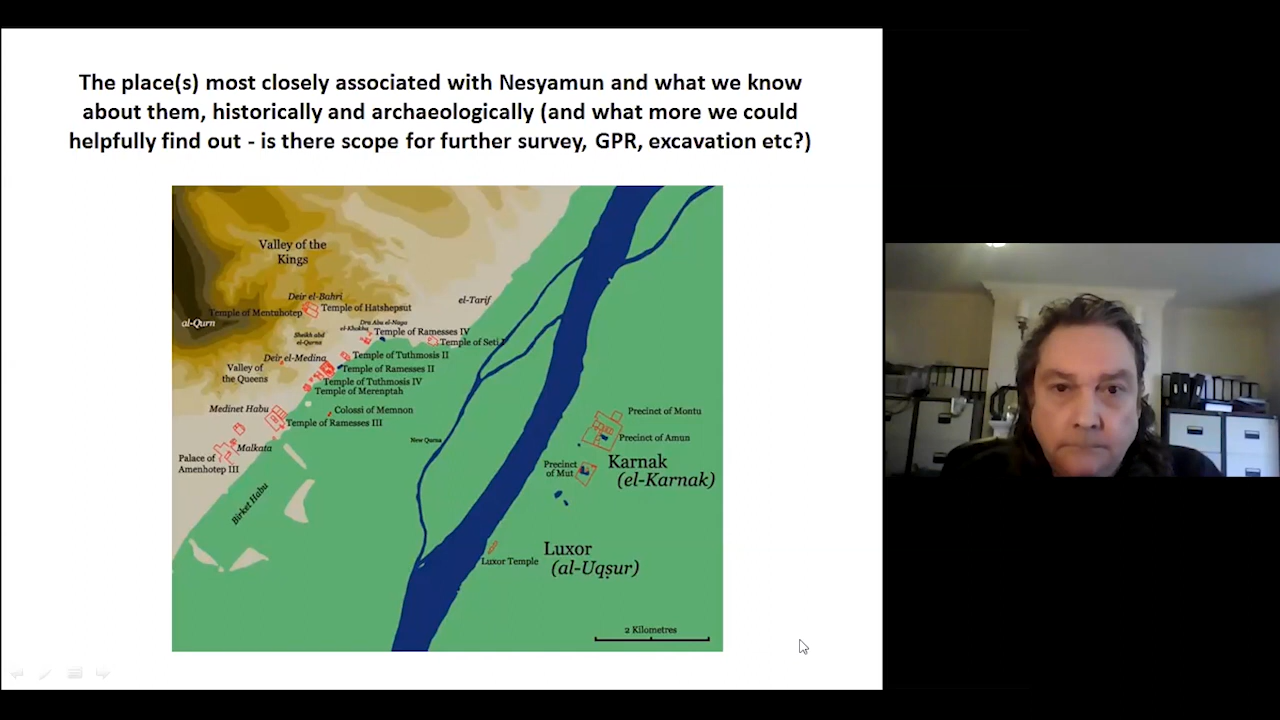 The place(s) most closely associated with Nesyamun and what we know
about them, historically and archaeologically (and what more we could
helpfully find out - is there scope for further survey, GPR, excavation etc?)
Valley of the
Kings
Deir el-Bahri
Temple of Mentuhotep
Temple of Hatshepsut
el-Tarif
al-Qurn
Dra Abu el-Naga
el-Khokha
Temple of Ramesses IV
Sheikh abd
el-Qurna
Temple of Seti I
Deir el-Medina
Temple of Tuthmosis II
Valley of
the Queens
Temple of Ramesses II
Temple of Tuthmosis IV
Temple of Merenptah
Medinet Habu
Colossi of Memnon
Temple of Ramesses III
Precinct of Montu
New Qurna
Precinct of Amun
Malkata
Palace of
Amenhotep III
Precinct
of Mut
Karnak
(el-Karnak)
Birket Habu
Luxor Temple
Luxor
(al-Uqṣur)
2 Kilometres